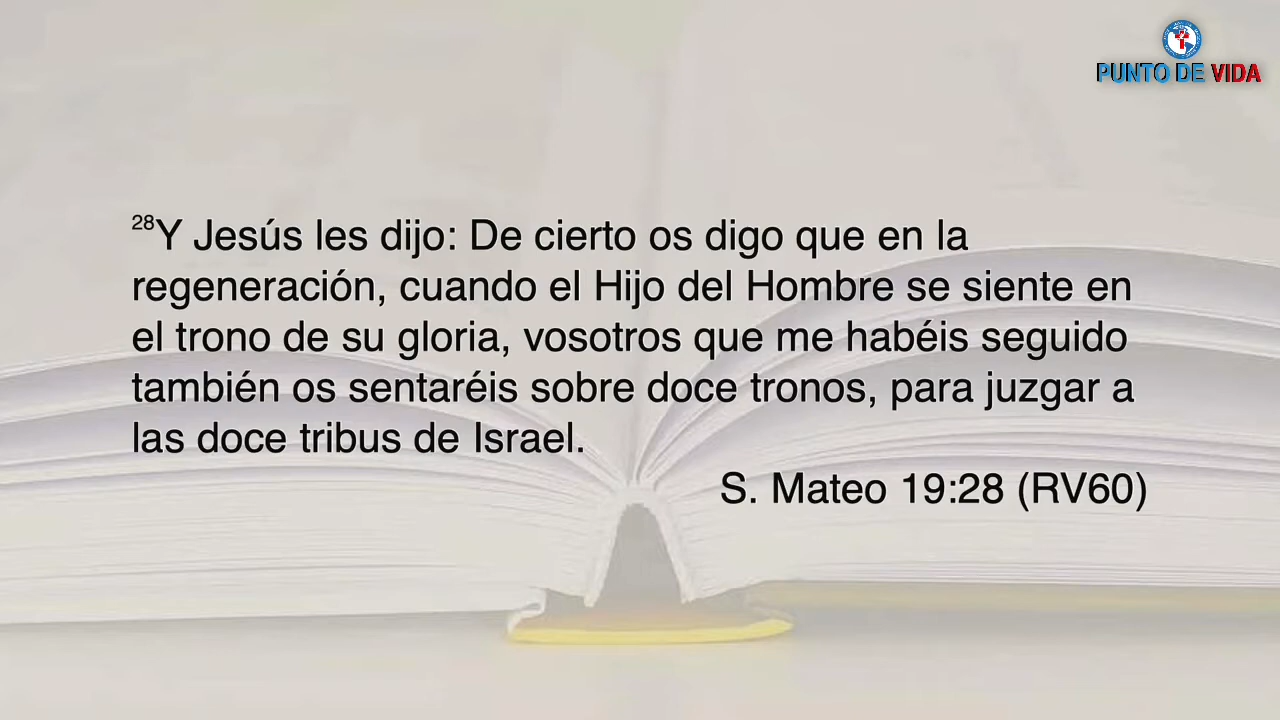 PUNTO DE VIDA
28Y Jesús les dijo: De cierto os digo que en la
regeneración, cuando el Hijo del Hombre se siente en
el trono de su gloria, vosotros que me habéis seguido
también os sentaréis sobre doce tronos, para juzgar a
las doce tribus de Israel.
S. Mateo 19:28 (RV60)